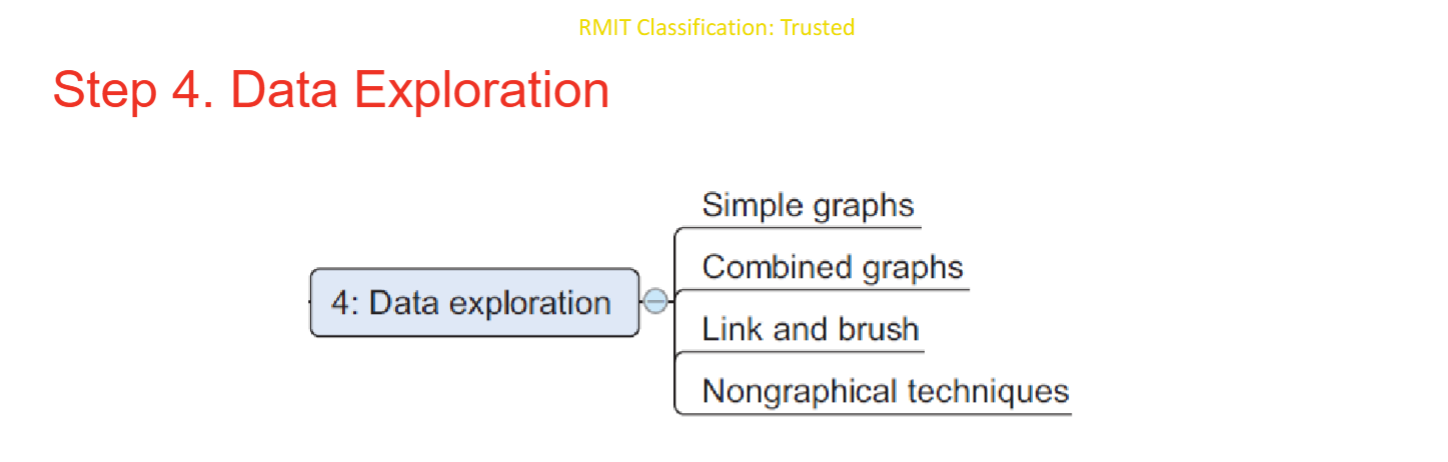 RMIT Classification: Trusted
Step 4. Data Exploration
Simple graphs
Combined graphs
4: Data exploration
Link and brush
Nongraphical techniques